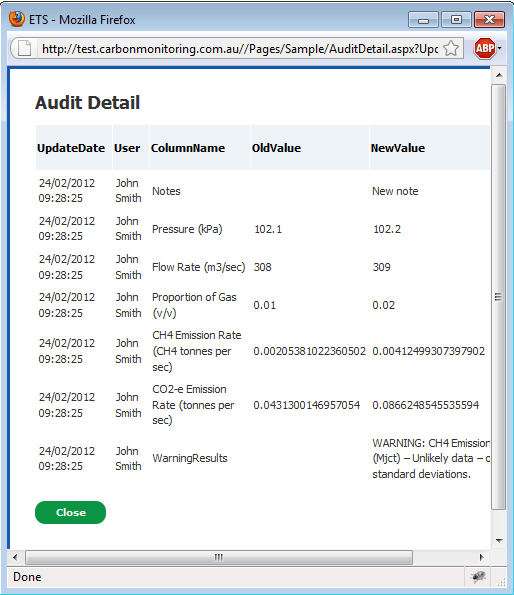 ETS - Mozilla Firefox
http://test.carbonmonitoring.com.au//Pages/Sample/AuditDetail.aspx?Upd
ABP
Audit Detail
UpdateDate User ColumnName OldValue NewValue
24/02/2012 John
09:28:25 Smith
Notes New note
24/02/2012 John
09:28:25 Smith
Pressure (kPa) 102.1 102.2
24/02/2012 John
09:28:25 Smith
Flow Rate (m3/sec) 308 309
24/02/2012 John Proportion of Gas
09:28:25 Smith (v/v)
0.01 0.02
CH4 Emission Rate
24/02/2012 John (CH4 tonnes per 0.00205381022360502 0.00412499307397902
09:28:25 Smith sec)
CO2-e Emission
24/02/2012 John Rate (tonnes per 0.0431300146957054 0.0866248545535594
09:28:25 Smith sec)
WARNING: CH4 Emission
24/02/2012 John WarningResults (Mjct) – Unlikely data –
09:28:25 Smith standard deviations.
Close
Done